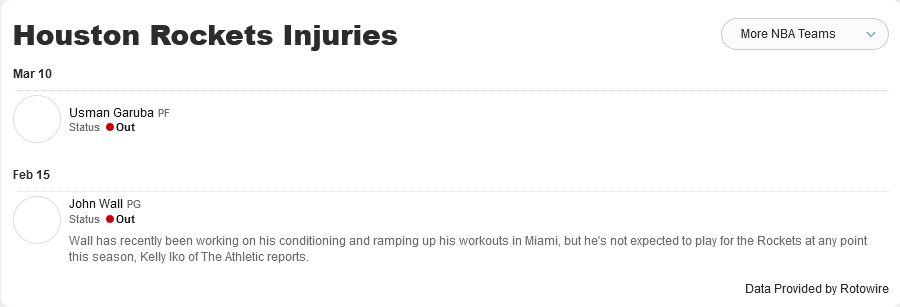 Houston Rockets Injuries
More NBA Teams
Mar 10
Usman Garuba PF
Status Out
Feb 15
John Wall PG
Status Out
Wall has recently been working on his conditioning and ramping up his workouts in Miami, but he's not expected to play for the Rockets at any point
this season, Kelly Iko of The Athletic reports.
Data Provided by Rotowire